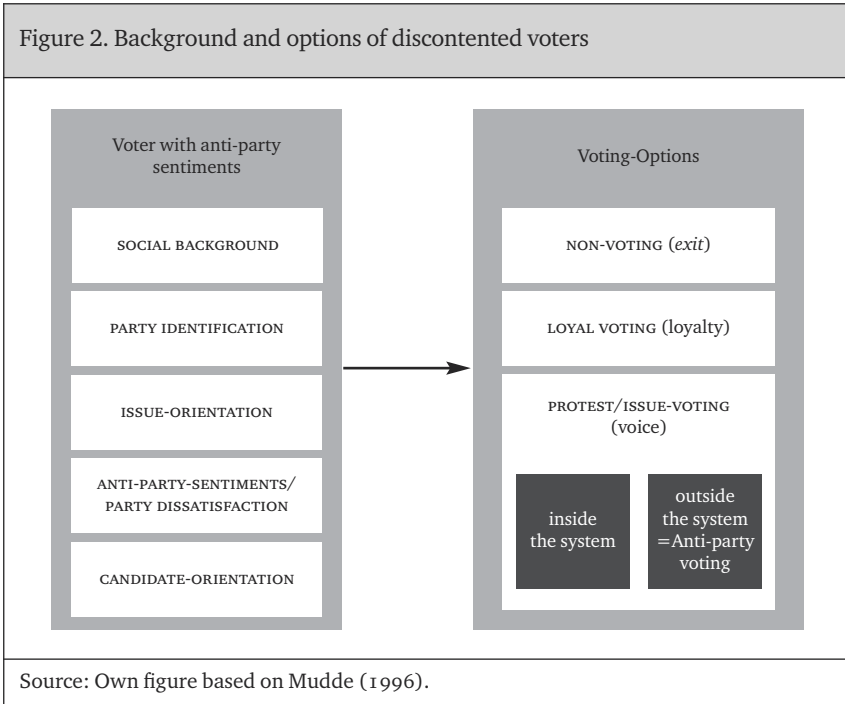 Figure 2. Background and options of discontented voters
Voter with anti-party
sentiments
SOCIAL BACKGROUND
PARTY IDENTIFICATION
ISSUE-ORIENTATION
ANTI-PARTY-SENTIMENTS/
PARTY DISSATISFACTION
CANDIDATE-ORIENTATION
Voting-Options
NON-VOTING (exit)
LOYAL VOTING (loyalty)
PROTEST/ISSUE-VOTING
(voice)
inside
the system
outside
the system
=Anti-party
voting
Source: Own figure based on Mudde (1996).